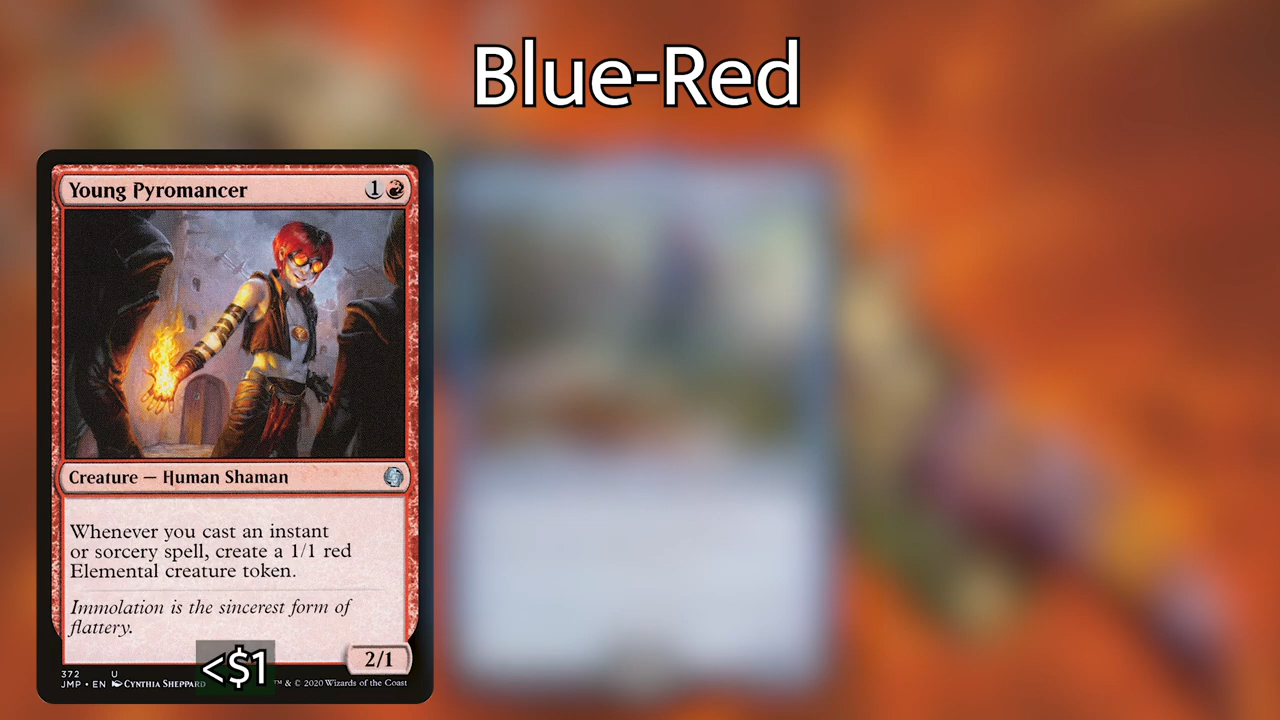 Blue-Red
Young Pyromancer 1
Creature — Human Shaman
Whenever you cast an instant
or sorcery spell, create a 1/1 red
Elemental creature token.
Immolation is the sincerest form of
flattery.
2/1
<$1
372 U
JMP • EN Cynthia Sheppard ™ & © 2020 Wizards of the Coast